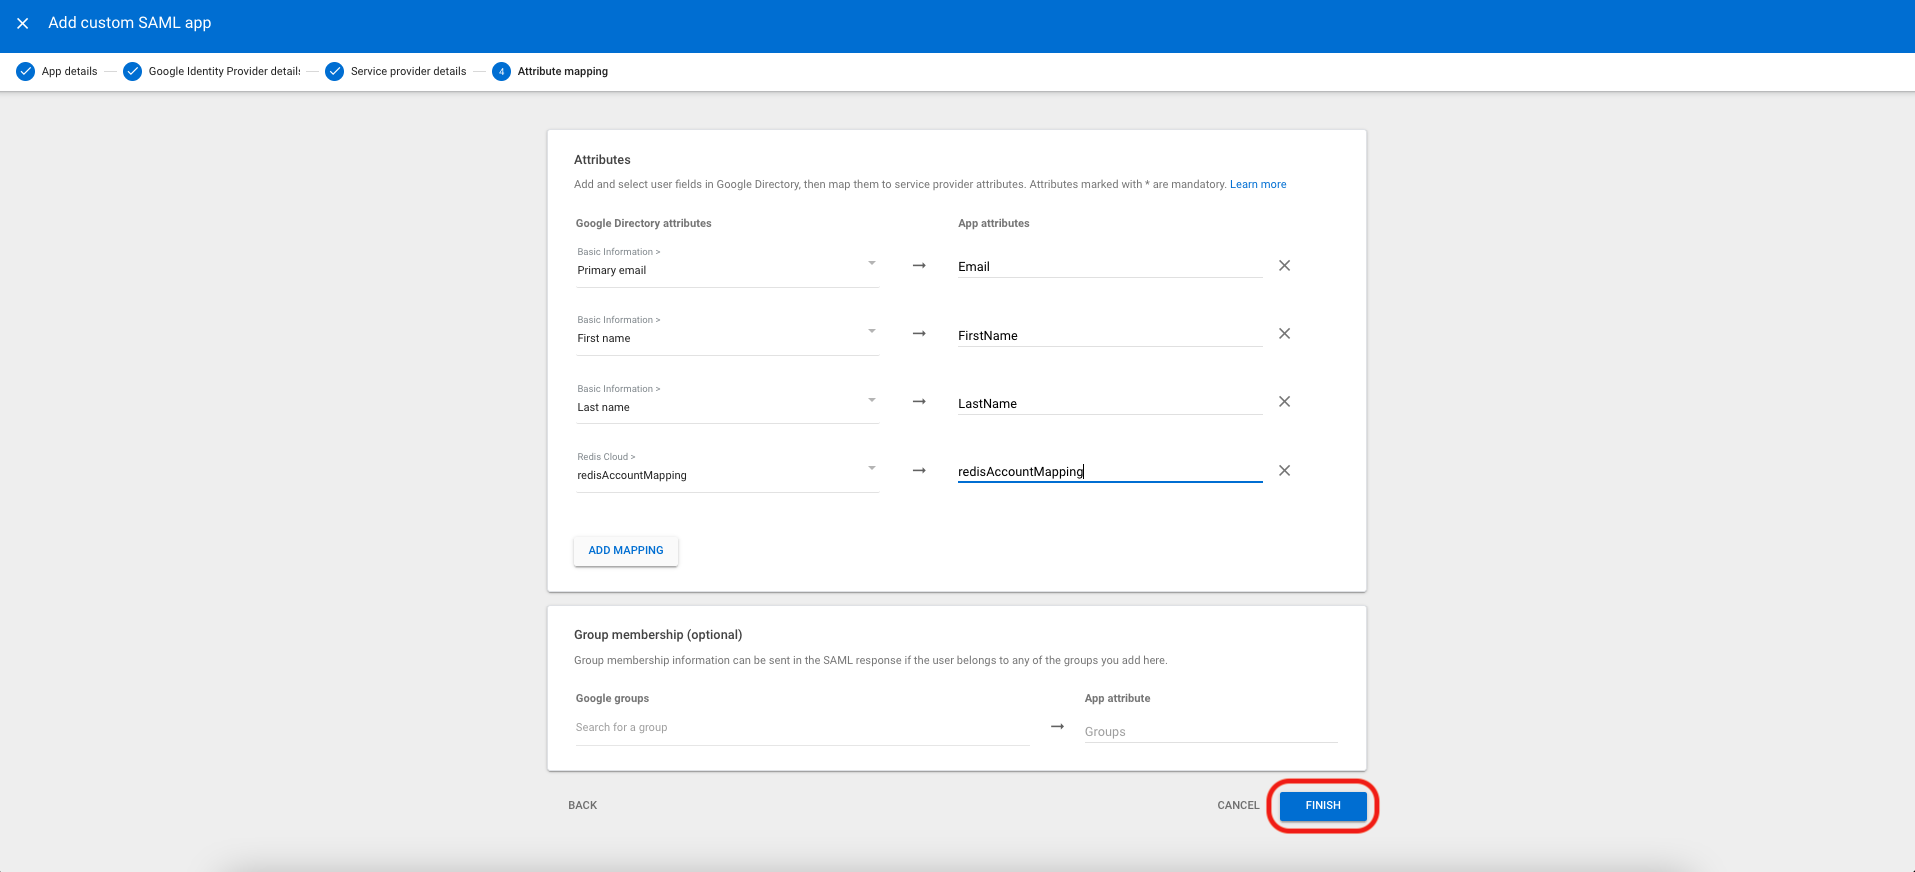 Add custom SAML app
App details
Google Identity Provider details
Service provider details
4 Attribute mapping
Attributes
Add and select user fields in Google Directory, then map them to service provider attributes. Attributes marked with * are mandatory. Learn more
Google Directory attributes
App attributes
Basic Information >
Primary email
Email
Basic Information >
First name
FirstName
Basic Information >
Last name
LastName
Redis Cloud >
redisAccountMapping
redisAccountMapping
ADD MAPPING
Group membership (optional)
Group membership information can be sent in the SAML response if the user belongs to any of the groups you add here.
Google groups
App attribute
Search for a group
Groups
BACK
CANCEL
FINISH